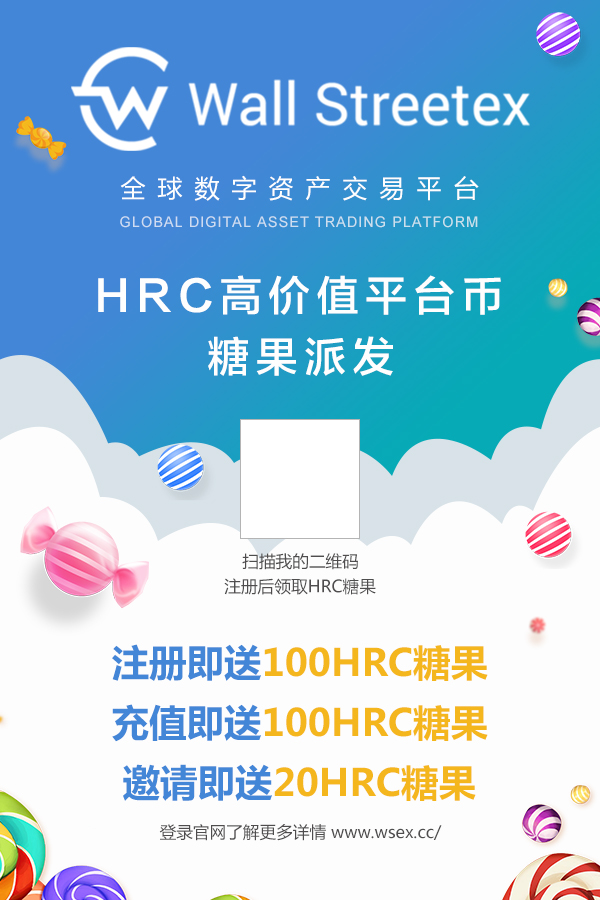 Wall Streetex
全球数字资产交易平台
GLOBAL DIGITAL ASSET TRADING PLATFORM
HRC高价值平台币
糖果派发
扫描我的二维码
注册后领取HRC糖果
注册即送100HRC糖果
充值即送100HRC糖果
邀请即送20HRC糖果
登录官网了解更多详情 www.wsex.cc/